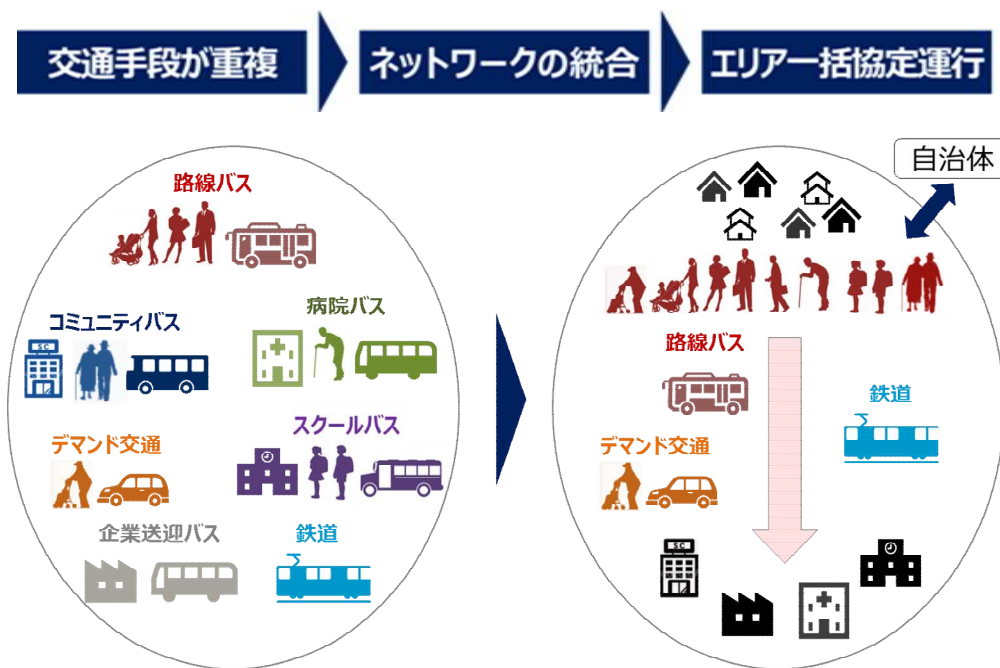 交通手段が重複
ネットワークの統合
エリア一括協定運行
自治体
路線バス
コミュニティバス
SC
病院バス
デマンド交通
スクールバス
企業送迎バス
鉄道
路線バス
鉄道
デマンド交通
SC